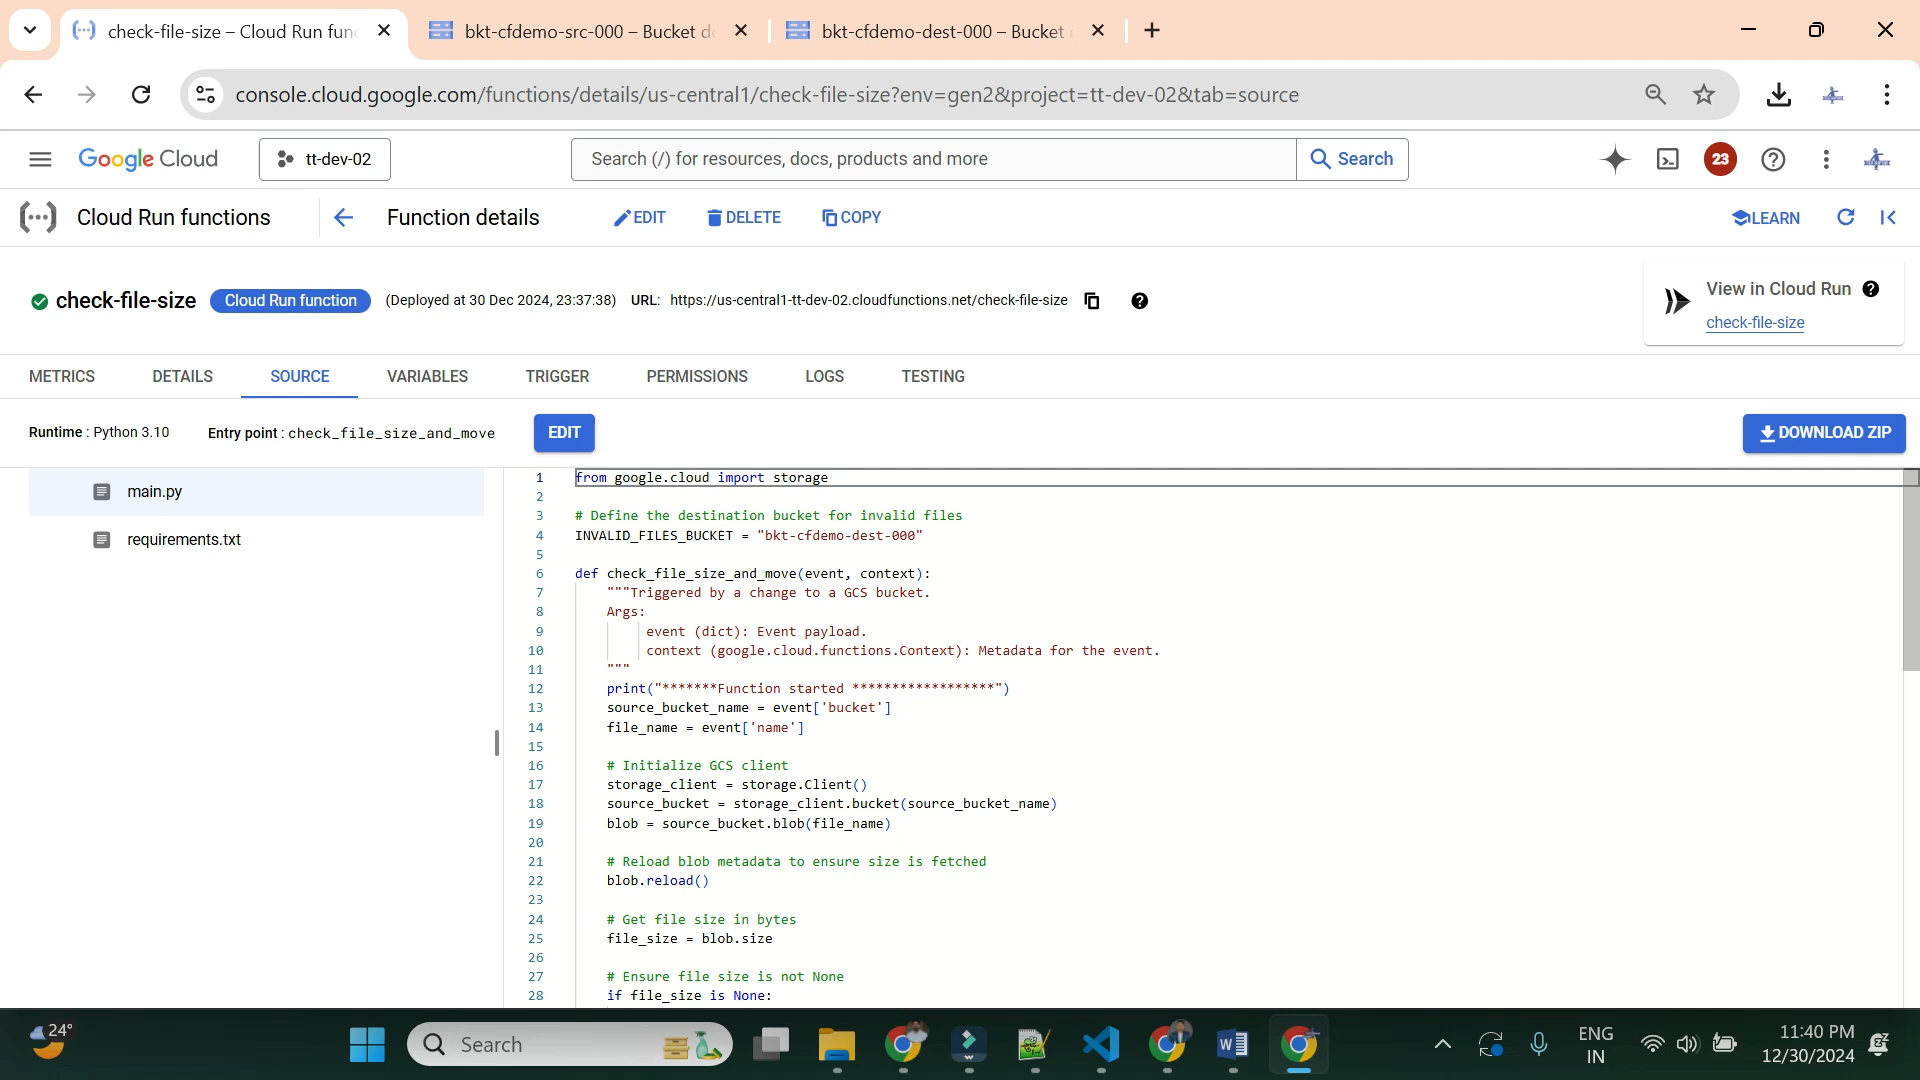 check-file-size – Cloud Run fun
bkt-cfdemo-src-000 – Bucket d
bkt-cfdemo-dest-000 – Bucket
console.cloud.google.com/functions/details/us-central1/check-file-size?env=gen2&project=tt-dev-02&tab=source
Google Cloud
tt-dev-02
Search (/) for resources, docs, products and more
Search
23
Cloud Run functions
Function details
EDIT
DELETE
COPY
LEARN
check-file-size
Cloud Run function
(Deployed at 30 Dec 2024, 23:37:38)
URL: https://us-central1-tt-dev-02.cloudfunctions.net/check-file-size
View in Cloud Run
check-file-size
METRICS
DETAILS
SOURCE
VARIABLES
TRIGGER
PERMISSIONS
LOGS
TESTING
Runtime : Python 3.10
Entry point : check_file_size_and_move
EDIT
DOWNLOAD ZIP
main.py
requirements.txt
1 from google.cloud import storage
2
3 # Define the destination bucket for invalid files
4 INVALID_FILES_BUCKET = "bkt-cfdemo-dest-000"
5
6 def check_file_size_and_move(event, context):
7 """Triggered by a change to a GCS bucket.
8 Args:
9 event (dict): Event payload.
10 context (google.cloud.functions.Context): Metadata for the event.
11 """
12 print("*******Function started ******************")
13 source_bucket_name = event['bucket']
14 file_name = event['name']
15
16 # Initialize GCS client
17 storage_client = storage.Client()
18 source_bucket = storage_client.bucket(source_bucket_name)
19 blob = source_bucket.blob(file_name)
20
21 # Reload blob metadata to ensure size is fetched
22 blob.reload()
23
24 # Get file size in bytes
25 file_size = blob.size
26
27 # Ensure file size is not None
28 if file_size is None:
24°
Search
ENG
IN
11:40 PM
12/30/2024